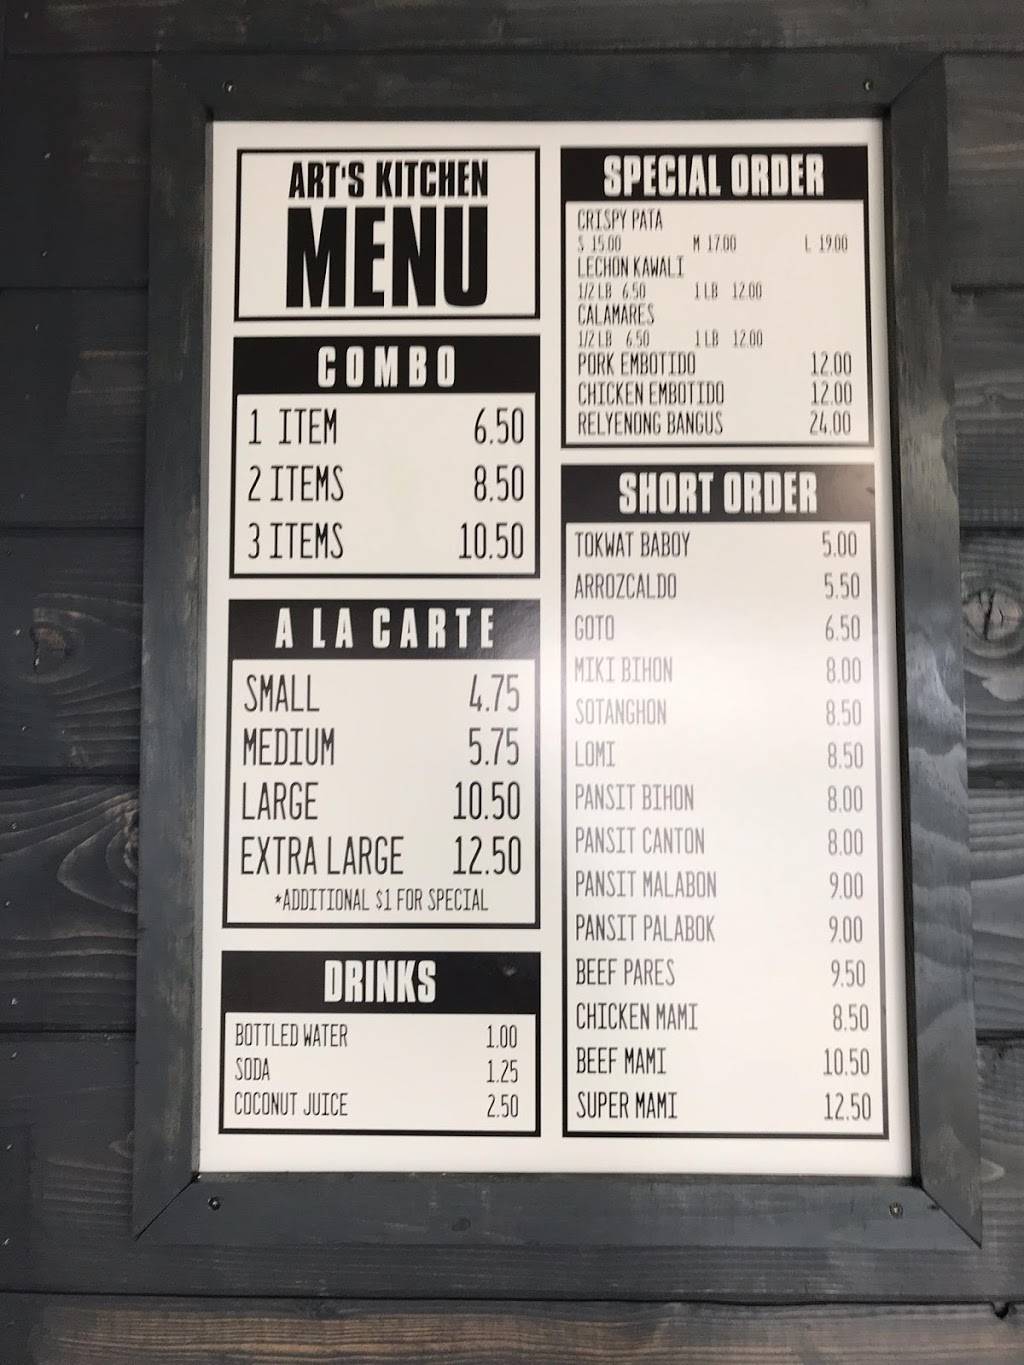 ART'S KITCHEN
MENU
COMBO
1 ITEM 6.50
2 ITEMS 8.50
3 ITEMS 10.50
A LA CARTE
SMALL 4.75
MEDIUM 5.75
LARGE 10.50
EXTRA LARGE 12.50
*ADDITIONAL $1 FOR SPECIAL
DRINKS
BOTTLED WATER 1.00
SODA 1.25
COCONUT JUICE 2.50
SPECIAL ORDER
CRISPY PATA
S 15.00 M 17.00 L 19.00
LECHON KAWALI
1/2 LB 6.50 1 LB 12.00
CALAMARES
1/2 LB 6.50 1 LB 12.00
PORK EMBOTIDO 12.00
CHICKEN EMBOTIDO 12.00
RELYENONG BANGUS 24.00
SHORT ORDER
TOKWAT BABOY 5.00
ARROZCALDO 5.50
GOTO 6.50
MIKI BIHON 8.00
SOTANGHON 8.50
LOMI 8.50
PANSIT BIHON 8.00
PANSIT CANTON 8.00
PANSIT MALABON 9.00
PANSIT PALABOK 9.00
BEEF PARES 9.50
CHICKEN MAMI 8.50
BEEF MAMI 10.50
SUPER MAMI 12.50